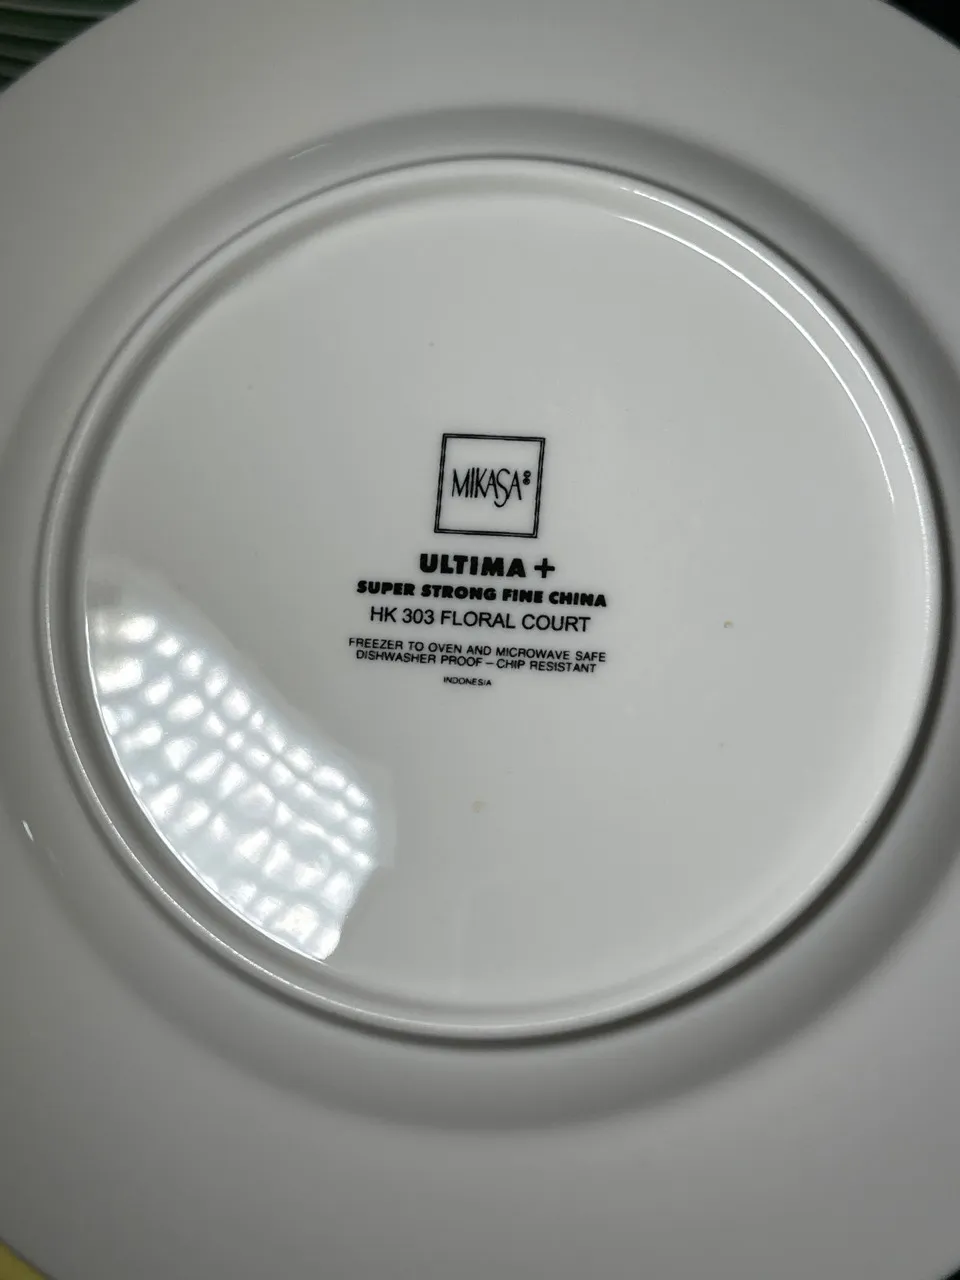 MIKASA®
ULTIMA +
SUPER STRONG FINE CHINA
HK 303 FLORAL COURT
FREEZER TO OVEN AND MICROWAVE SAFE
DISHWASHER PROOF – CHIP RESISTANT
INDONESIA